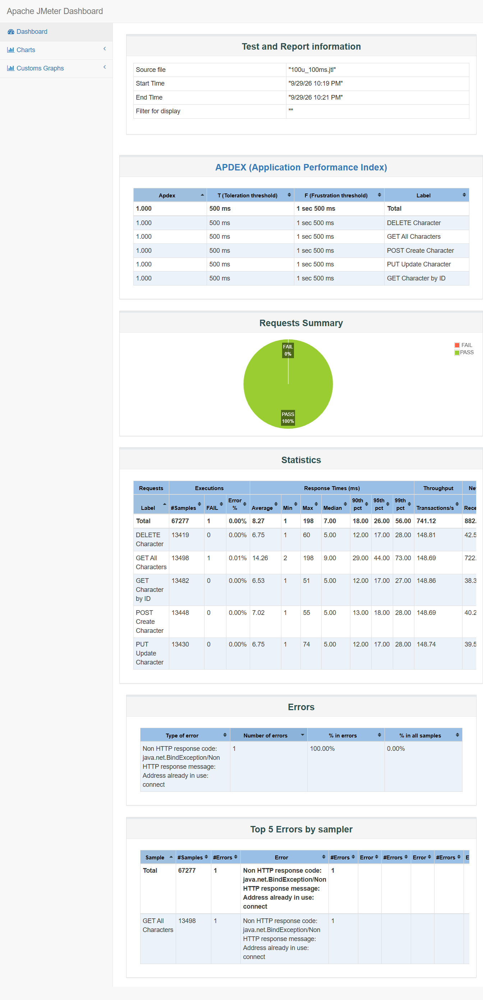 Apache JMeter Dashboard
Dashboard
Charts
Customs Graphs
Test and Report information
Source file "100u_100ms.jtl"
Start Time "9/29/26 10:19 PM"
End Time "9/29/26 10:21 PM"
Filter for display ""
APDEX (Application Performance Index)
Apdex T (Toleration threshold) F (Frustration threshold) Label
1.000 500 ms 1 sec 500 ms Total
1.000 500 ms 1 sec 500 ms DELETE Character
1.000 500 ms 1 sec 500 ms GET All Characters
1.000 500 ms 1 sec 500 ms POST Create Character
1.000 500 ms 1 sec 500 ms PUT Update Character
1.000 500 ms 1 sec 500 ms GET Character by ID
Requests Summary
FAIL
0%
PASS
100%
FAIL
PASS
Statistics
Requests Executions Response Times (ms) Throughput
Label #Samples FAIL Error % Average Min Max Median 90th pct 95th pct 99th pct Transactions/s
Total 67277 1 0.00% 8.27 1 198 7.00 18.00 26.00 56.00 741.12 882.
DELETE Character 13419 0 0.00% 6.75 1 60 5.00 12.00 17.00 28.00 148.81 42.5
GET All Characters 13498 1 0.01% 14.26 2 198 9.00 29.00 44.00 73.00 148.69 722.
GET Character by ID 13482 0 0.00% 6.53 1 51 5.00 12.00 17.00 27.00 148.86 38.3
POST Create Character 13448 0 0.00% 7.02 1 55 5.00 13.00 18.00 28.00 148.69 40.2
PUT Update Character 13430 0 0.00% 6.75 1 74 5.00 12.00 17.00 28.00 148.74 39.5
Errors
Type of error Number of errors % in errors % in all samples
Non HTTP response code: 1 100.00% 0.00%
java.net.BindException/Non
HTTP response message:
Address already in use:
connect
Top 5 Errors by sampler
Sample #Samples #Errors Error #Errors Error #Errors Error #Errors E
Total 67277 1 Non HTTP response code: 1
java.net.BindException/Non
HTTP response message:
Address already in use:
connect
GET All 13498 1 Non HTTP response code: 1
Characters java.net.BindException/Non
HTTP response message:
Address already in use:
connect